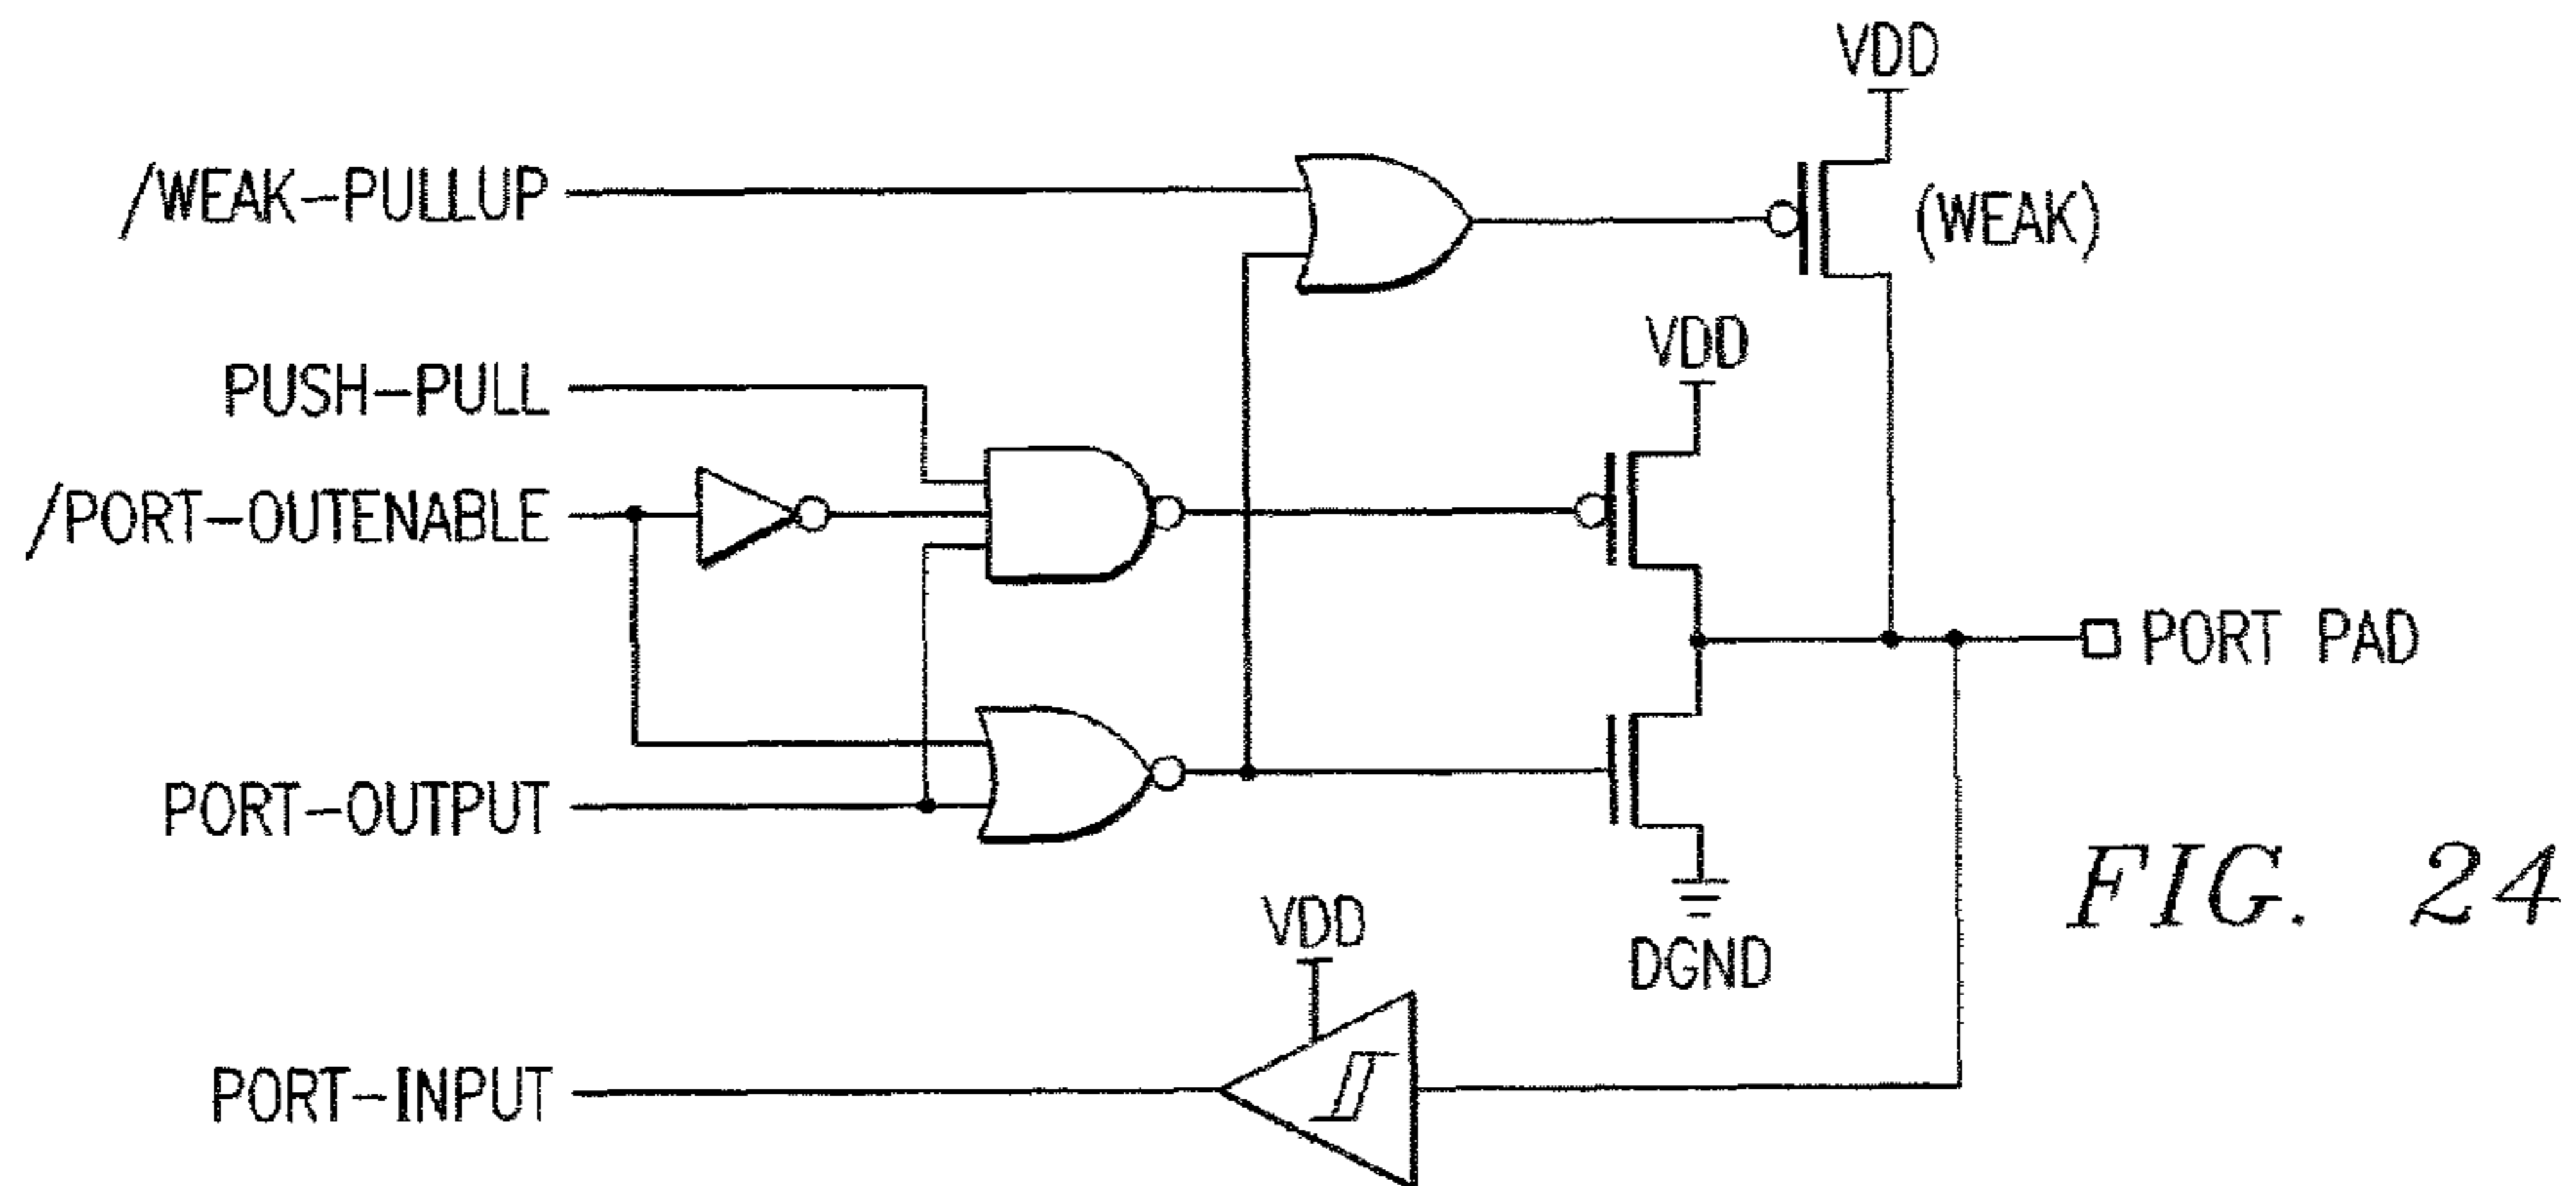 VDD
/WEAK-PULLUP
(WEAK)
VDD
PUSH-PULL
/PORT-OUTENABLE
PORT PAD
PORT-OUTPUT
DGND
FIG. 24
VDD
PORT-INPUT